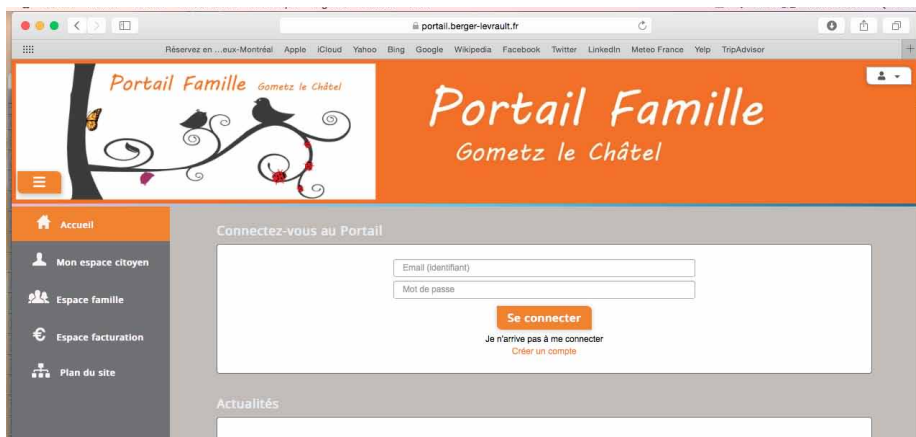 portail.berger-levrault.fr
Réservez en ...eux-Montréal Apple iCloud Yahoo Bing Google Wikipedia Facebook Twitter LinkedIn Meteo France Yelp TripAdvisor
Portail Famille Gometz le Châtel
Portail Famille
Gometz le Châtel
Accueil
Mon espace citoyen
Espace famille
Espace facturation
Plan du site
Connectez-vous au Portail
Email (identifiant)
Mot de passe
Se connecter
Je n'arrive pas à me connecter
Créer un compte
Actualités